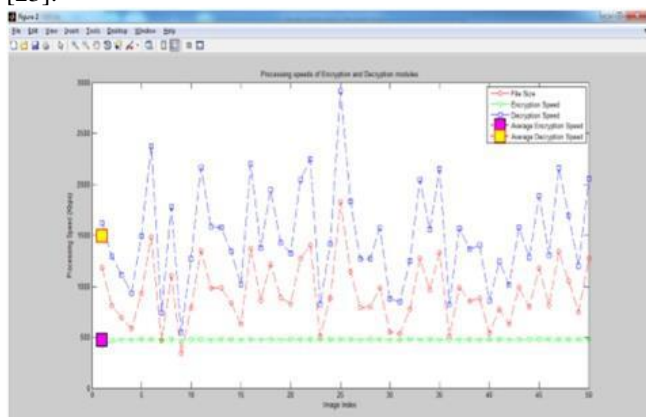 [23].
Figure 2
File Edit View Insert Tools Desktop Window Help
Processing speeds of Encryption and Decryption modules
File Size
Encryption Speed
Decryption Speed
Average Encryption Speed
Average Decryption Speed
Processing Speed (Kbps)
3000
2500
2000
1500
1000
500
0
0 5 10 15 20 25 30 35 40 45 50
Image Index